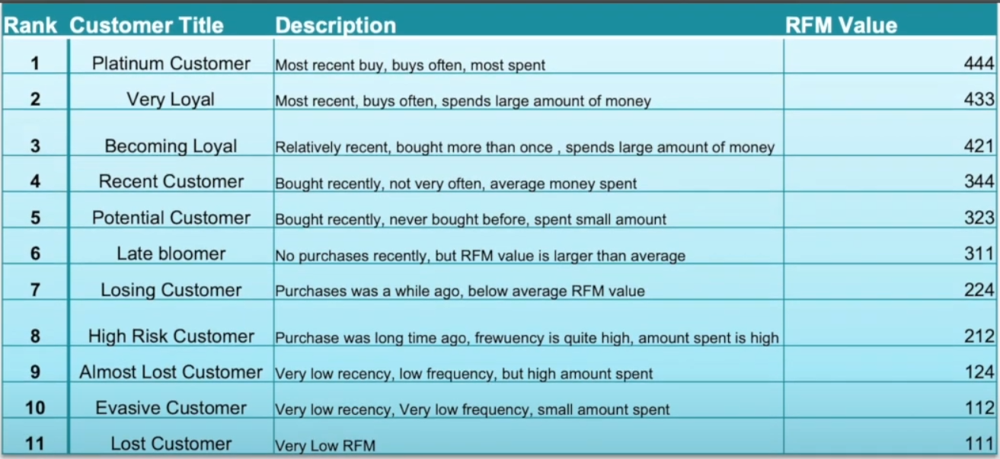 Rank Customer Title Description RFM Value
1 Platinum Customer Most recent buy, buys often, most spent 444
2 Very Loyal Most recent, buys often, spends large amount of money 433
3 Becoming Loyal Relatively recent, bought more than once , spends large amount of money 421
4 Recent Customer Bought recently, not very often, average money spent 344
5 Potential Customer Bought recently, never bought before, spent small amount 323
6 Late bloomer No purchases recently, but RFM value is larger than average 311
7 Losing Customer Purchases was a while ago, below average RFM value 224
8 High Risk Customer Purchase was long time ago, frewuency is quite high, amount spent is high 212
9 Almost Lost Customer Very low recency, low frequency, but high amount spent 124
10 Evasive Customer Very low recency, Very low frequency, small amount spent 112
11 Lost Customer Very Low RFM 111